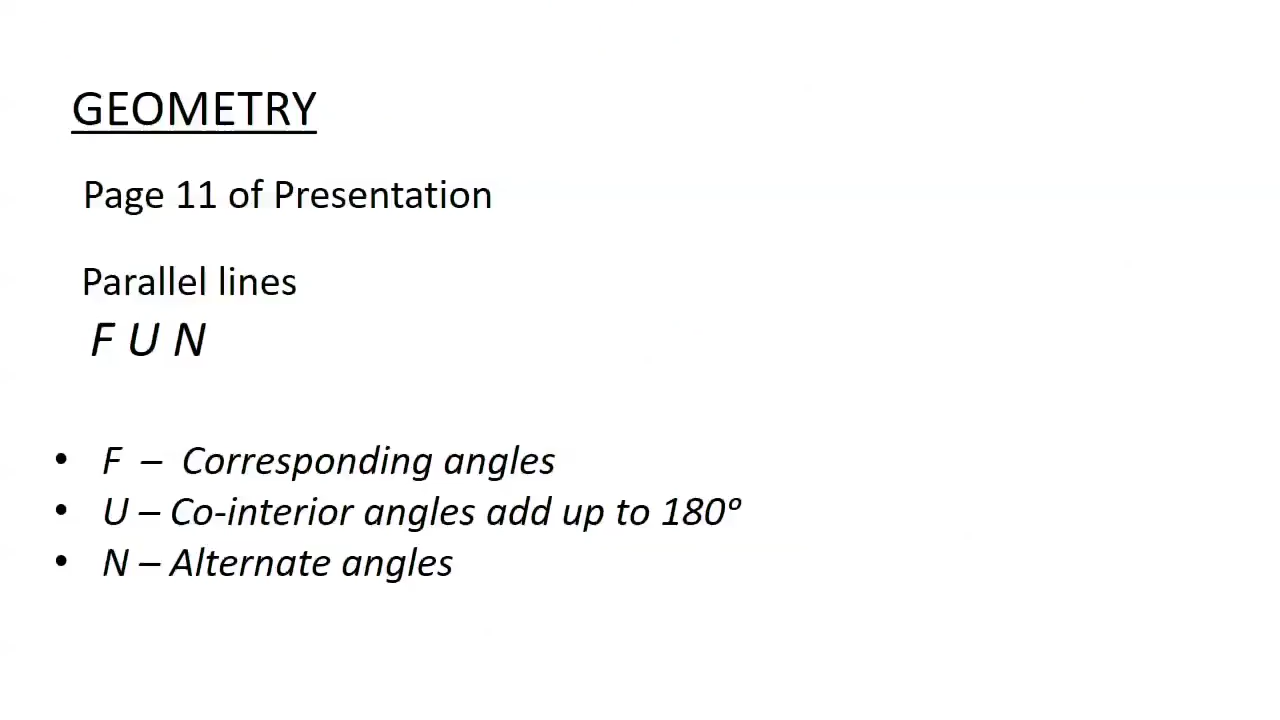 GEOMETRY
Page 11 of Presentation
Parallel lines
F U N
• F – Corresponding angles
• U – Co-interior angles add up to 180º
• N – Alternate angles